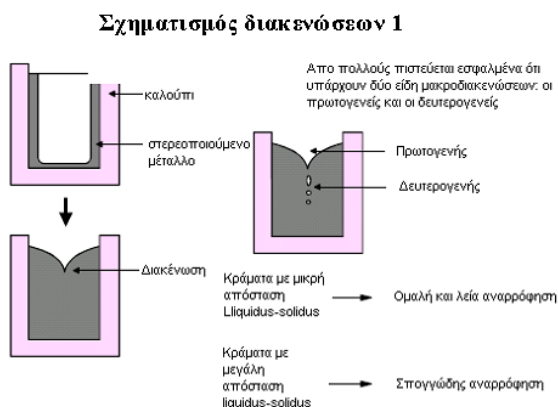 Σχηματισμός διακενώσεων 1
καλούπι
στερεοποιούμενο
μέταλλο
Διακένωση
Απο πολλούς πιστεύεται εσφαλμένα ότι
υπάρχουν δύο είδη μακροδιακενώσεων: οι
πρωτογενείς και οι δευτερογενείς
Πρωτογενής
Δευτερογενής
Κράματα με μικρή
απόσταση
Lliquidus-solidus
Ομαλή και λεία αναρρόφηση
Κράματα με
μεγάλη
απόσταση
liquidus-solidus
Σπογγώδης αναρρόφηση